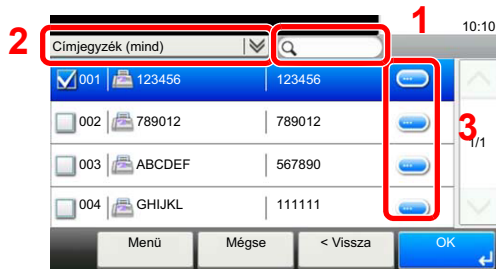 1
10:10
2
Címjegyzék (mind)
001 123456 123456 ...
002 789012 789012 ...
3
1/1
003 ABCDEF 567890 ...
004 GHIJKL 111111 ...
Menü Mégse < Vissza OK